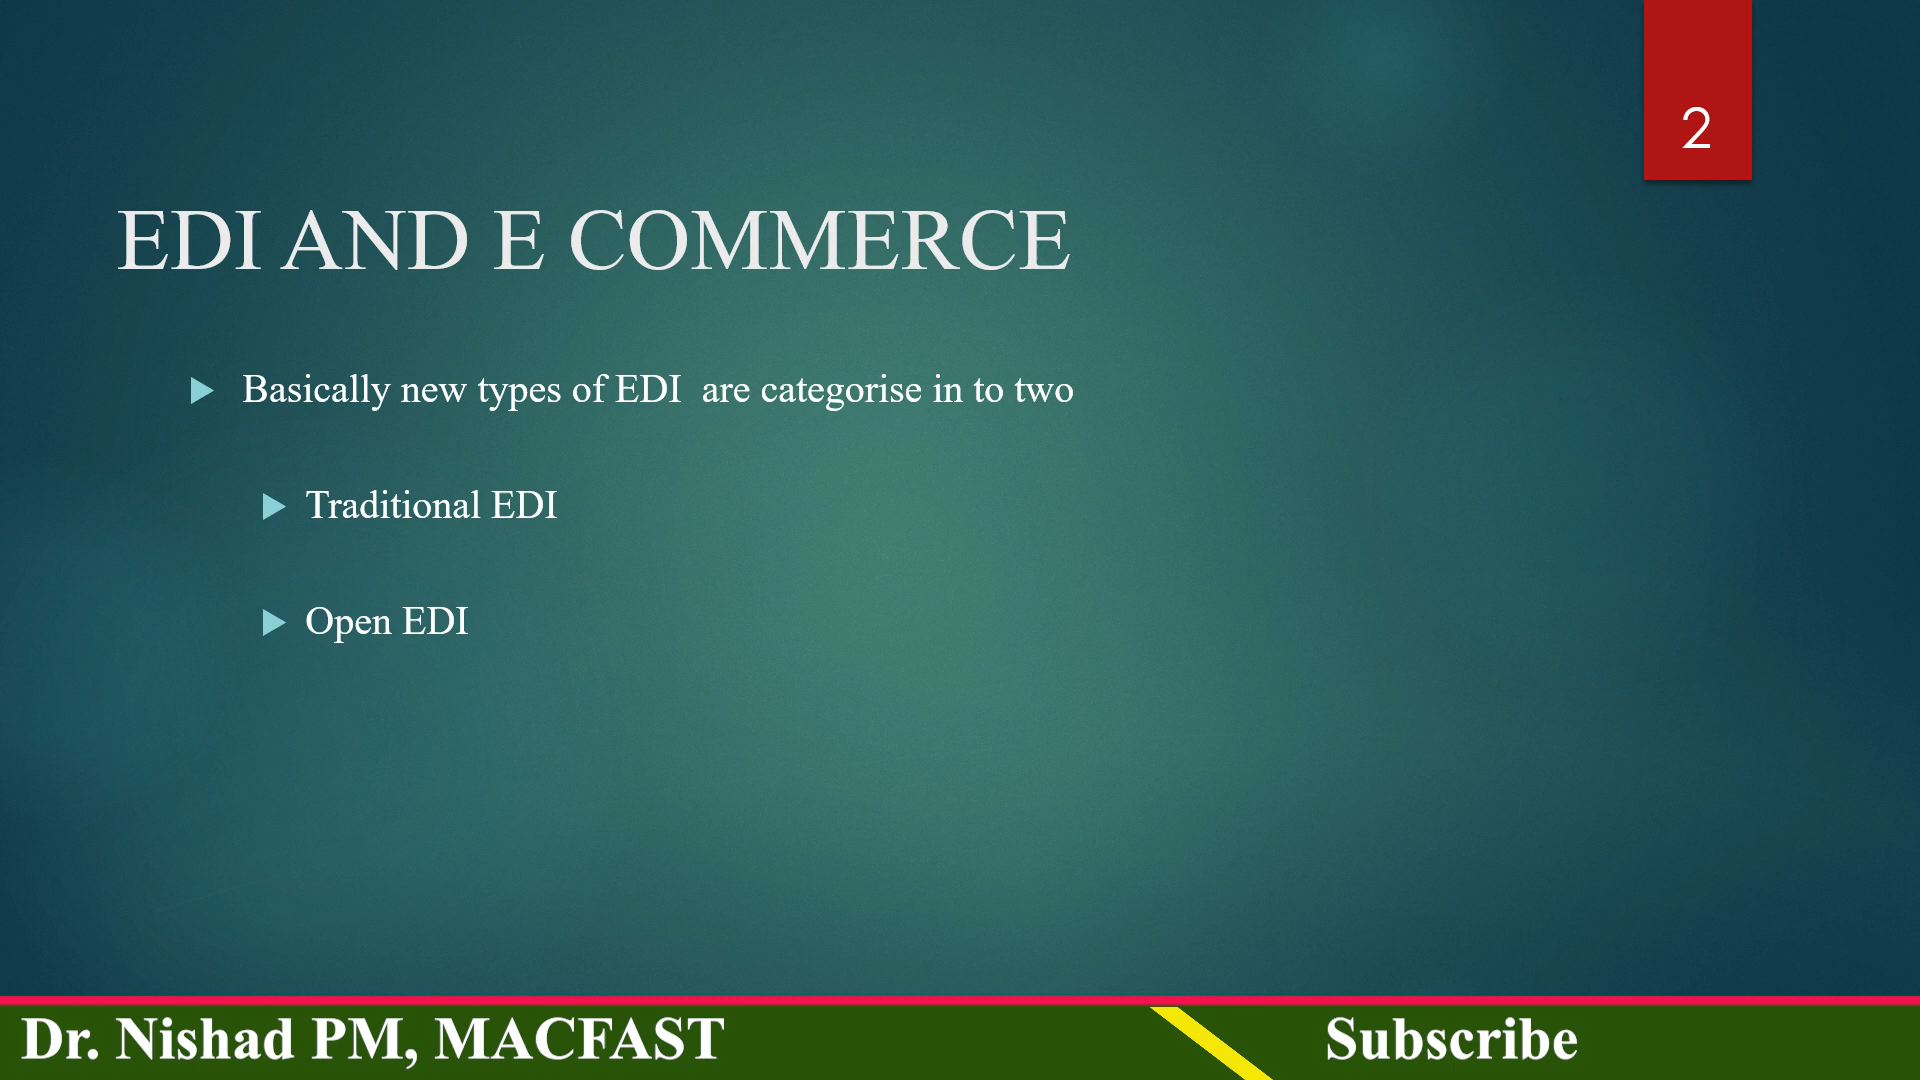 2
EDI AND E COMMERCE
Basically new types of EDI  are categorise in to two
Traditional EDI
Open EDI
Dr. Nishad PM, MACFAST
Subscribe